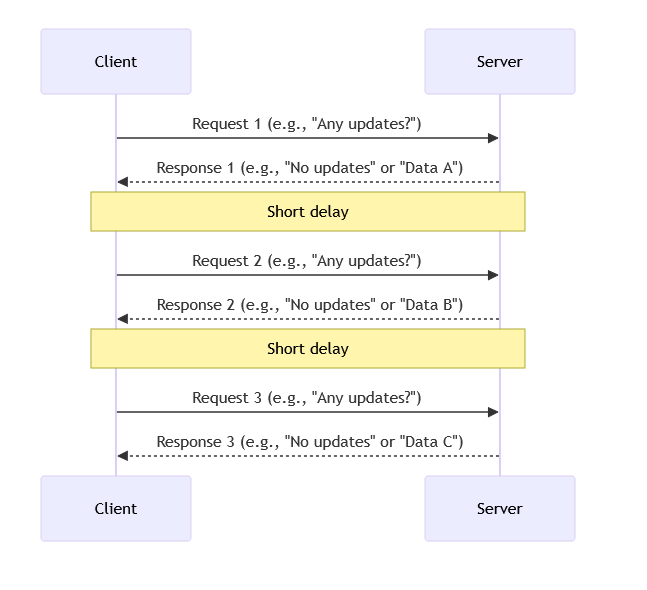 Client
Server
Request 1 (e.g., "Any updates?")
Response 1 (e.g., "No updates" or "Data A")
Short delay
Request 2 (e.g., "Any updates?")
Response 2 (e.g., "No updates" or "Data B")
Short delay
Request 3 (e.g., "Any updates?")
Response 3 (e.g., "No updates" or "Data C")
Client
Server